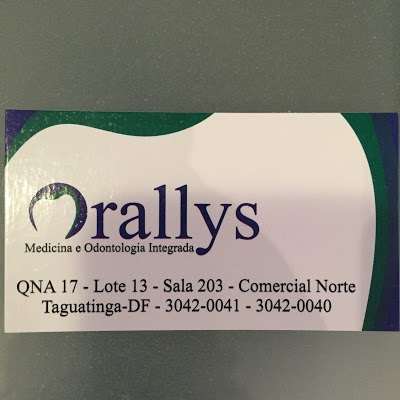 Orallys
Medicina e Odontologia Integrada
QNA 17 - Lote 13 - Sala 203 - Comercial Norte
Taguatinga-DF - 3042-0041 - 3042-0040